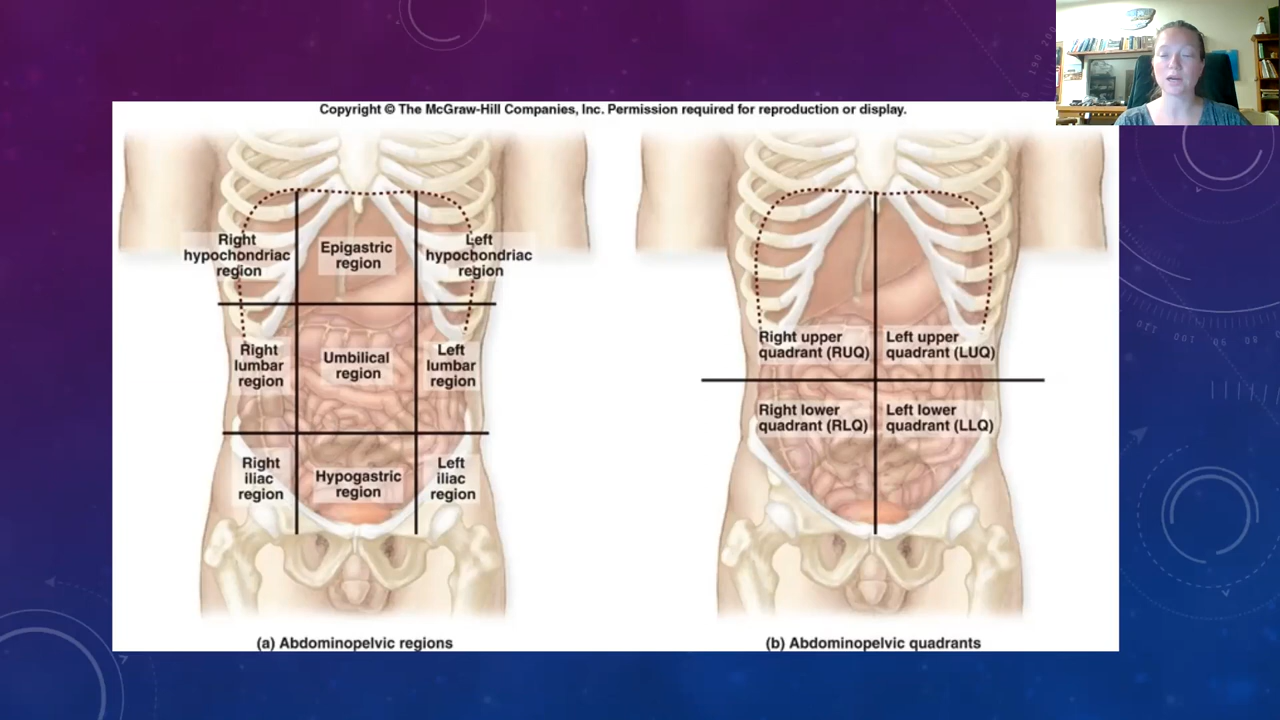 Copyright © The McGraw-Hill Companies, Inc. Permission required for reproduction or display.
Right
hypochondriac
region
Epigastric
region
Left
hypochondriac
region
Right
lumbar
region
Umbilical
region
Left
lumbar
region
Right
iliac
region
Hypogastric
region
Left
iliac
region
(a) Abdominopelvic regions
Right upper
quadrant (RUQ)
Left upper
quadrant (LUQ)
Right lower
quadrant (RLQ)
Left lower
quadrant (LLQ)
(b) Abdominopelvic quadrants